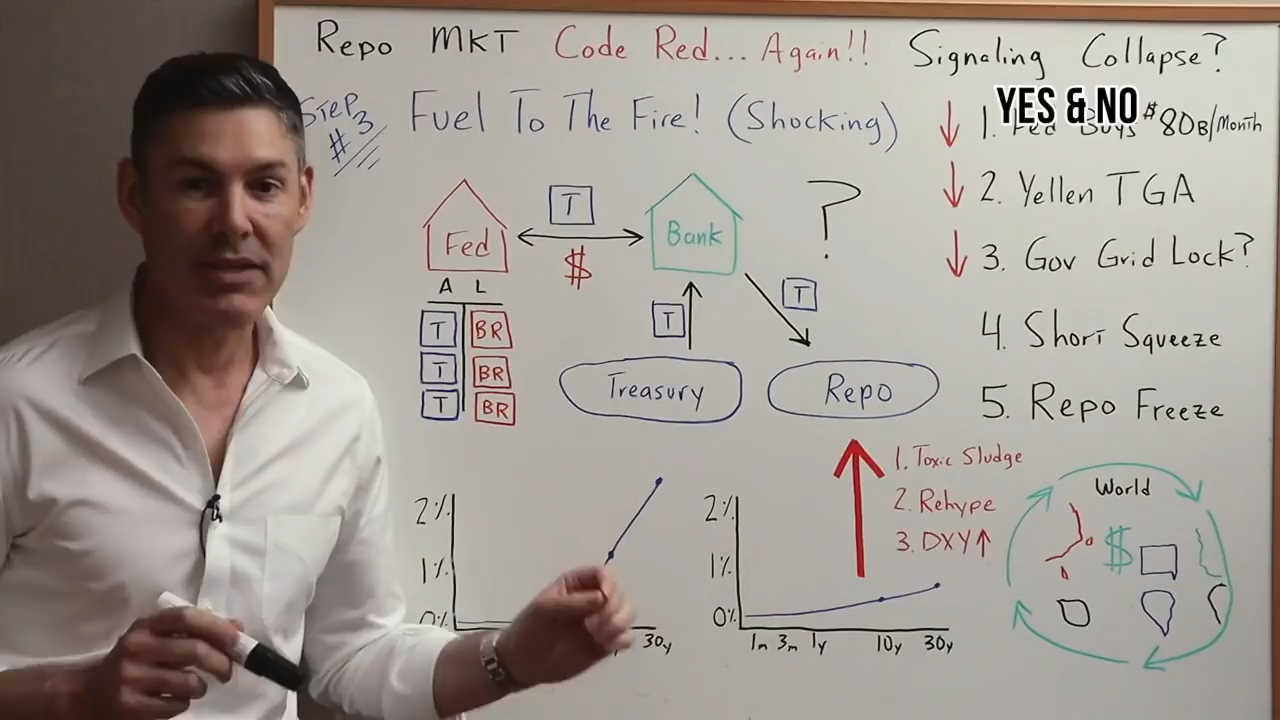 Repo MKT Code Red... Again!! Signaling Collapse?
STEP #3
Fuel To The Fire! (Shocking)
YES & NO
1. Fed Buys $80B/Month
2. Yellen TGA
3. Gov Grid Lock?
4. Short Squeeze
5. Repo Freeze
Fed
T
$
Bank
?
A L
T BR
T BR
T BR
T
T
Treasury
Repo
1. Toxic Sludge
2. Rehype
3. DXY↑
World
$
2%
1%
0%
30y
2%
1%
0%
1m 3m 1y 10y 30y